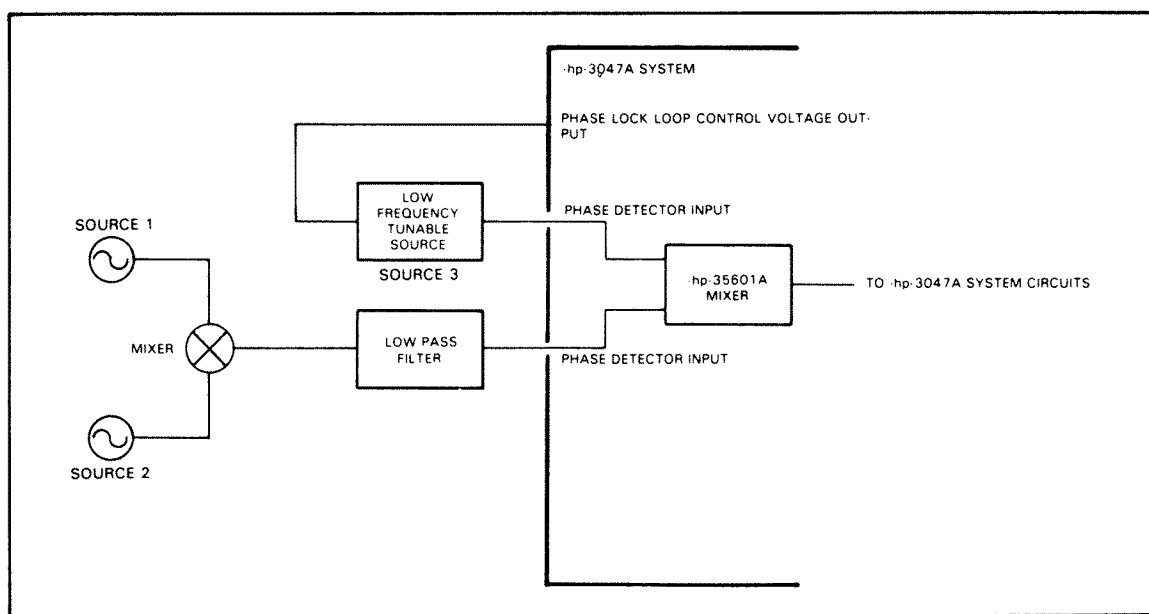 -hp-3047A SYSTEM
PHASE LOCK LOOP CONTROL VOLTAGE OUT-
PUT
LOW
FREQUENCY
TUNABLE
SOURCE
SOURCE 3
PHASE DETECTOR INPUT
SOURCE 1
-hp-35601A
MIXER
TO -hp-3047A SYSTEM CIRCUITS
MIXER
LOW PASS
FILTER
PHASE DETECTOR INPUT
SOURCE 2